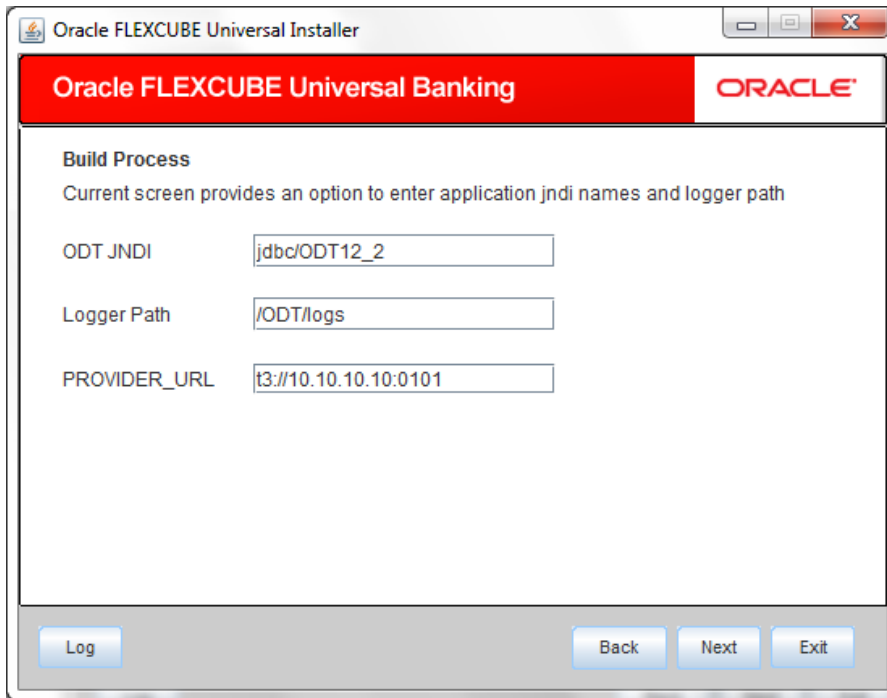 Oracle FLEXCUBE Universal Installer
Oracle FLEXCUBE Universal Banking
ORACLE
Build Process
Current screen provides an option to enter application jndi names and logger path
ODT JNDI jdbc/ODT12_2
Logger Path /ODT/logs
PROVIDER_URL t3://10.10.10.10:0101
Log Back Next Exit